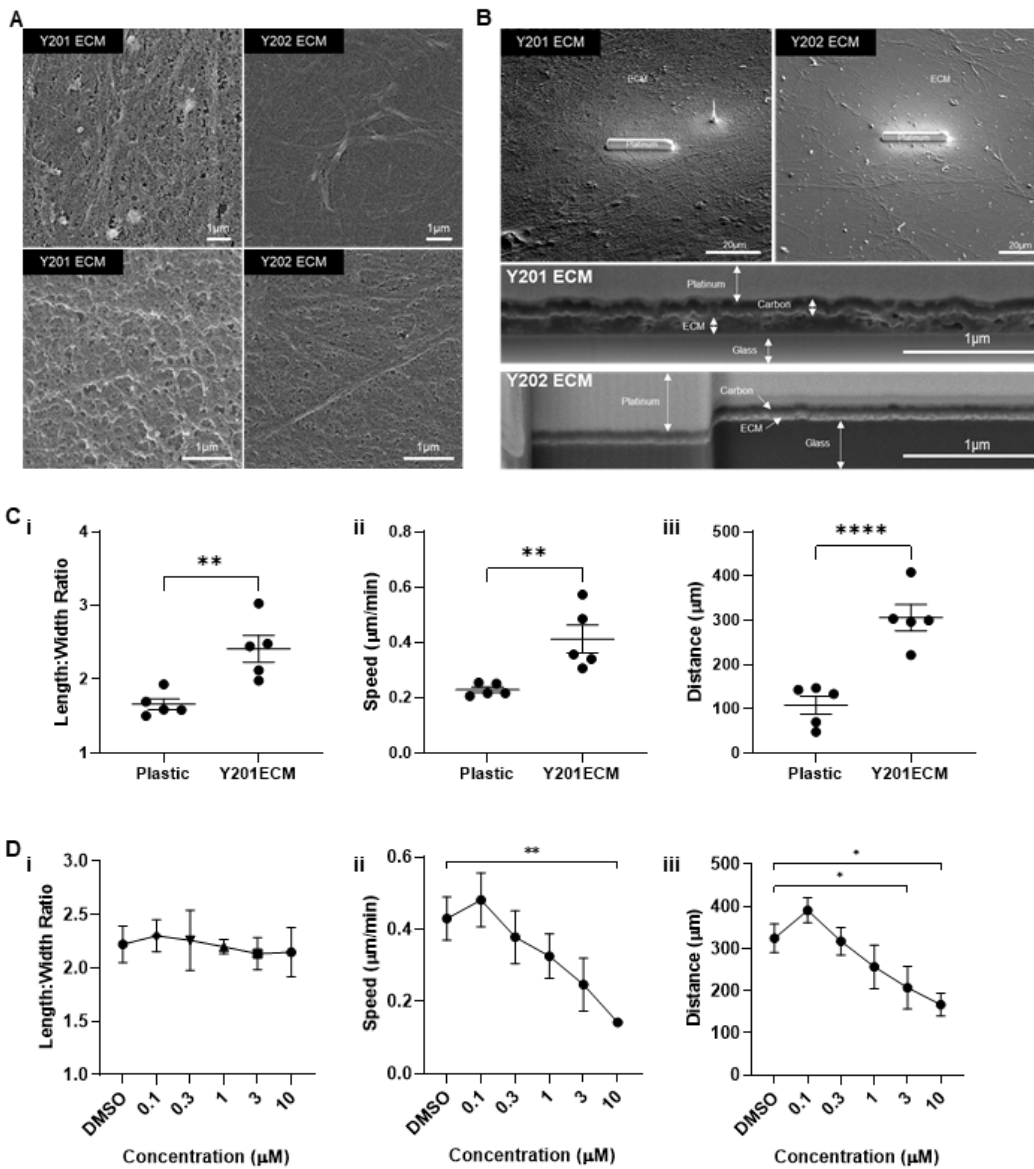 A
Y201 ECM
Y202 ECM
1µm
1µm
Y201 ECM
Y202 ECM
1µm
1µm
B
Y201 ECM
Y202 ECM
ECM
ECM
Platinum
Platinum
20µm
20µm
Y201 ECM
Platinum
Carbon
ECM
Glass
1µm
Y202 ECM
Platinum
Carbon
ECM
Glass
1µm
C
i
Length:Width Ratio
4
3
2
1
**
Plastic Y201ECM
ii
Speed (µm/min)
0.8
0.6
0.4
0.2
0.0
**
Plastic Y201ECM
iii
Distance (µm)
500
400
300
200
100
0
****
Plastic Y201ECM
D
i
Length:Width Ratio
3.0
2.5
2.0
1.5
1.0
DMSO 0.1 0.3 1 3 10
Concentration (µM)
ii
Speed (µm/min)
0.6
0.4
0.2
0.0
**
DMSO 0.1 0.3 1 3 10
Concentration (µM)
iii
Distance (µm)
500
400
300
200
100
0
*
*
DMSO 0.1 0.3 1 3 10
Concentration (µM)